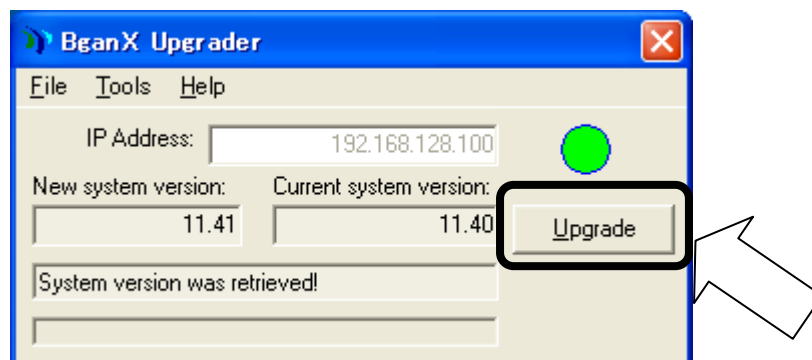 BganX Upgrader
File Tools Help
IP Address: 192.168.128.100
New system version: Current system version:
11.41 11.40 Upgrade
System version was retrieved!